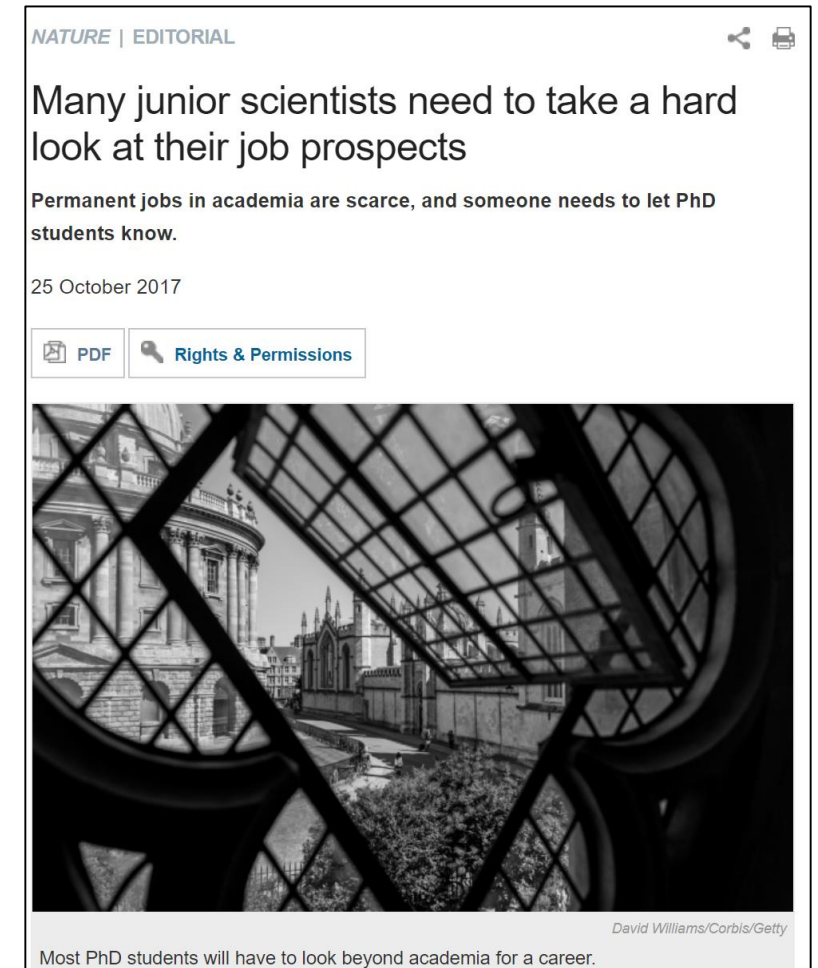 NATURE | EDITORIAL
Many junior scientists need to take a hard
look at their job prospects
Permanent jobs in academia are scarce, and someone needs to let PhD
students know.
25 October 2017
PDF
Rights & Permissions
David Williams/Corbis/Getty
Most PhD students will have to look beyond academia for a career.